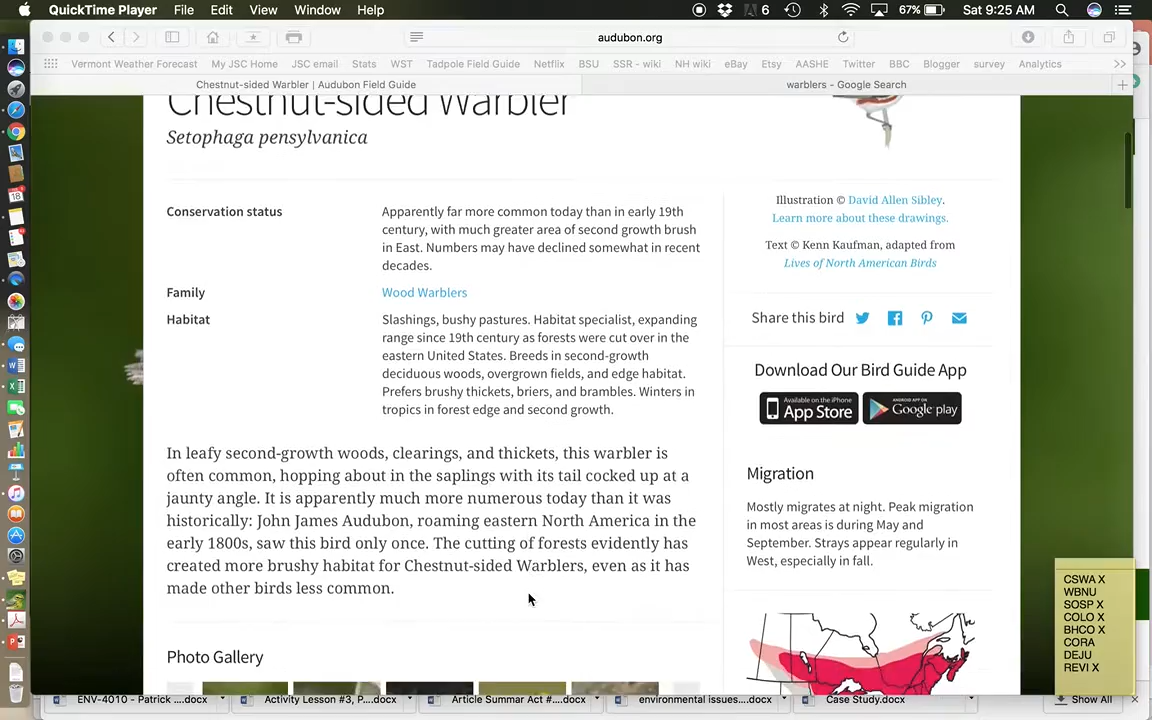 QuickTime Player File Edit View Window Help 6 67% Sat 9:25 AM
audubon.org
Vermont Weather Forecast My JSC Home JSC email Stats WST Tadpole Field Guide Netflix BSU SSR - wiki NH wiki eBay Etsy AASHE Twitter BBC Blogger survey Analytics >>
Chestnut-sided Warbler | Audubon Field Guide
warblers - Google Search
Chestnut-sided Warbler
Setophaga pensylvanica
Conservation status
Apparently far more common today than in early 19th
century, with much greater area of second growth brush
in East. Numbers may have declined somewhat in recent
decades.
Family
Wood Warblers
Habitat
Slashings, bushy pastures. Habitat specialist, expanding
range since 19th century as forests were cut over in the
eastern United States. Breeds in second-growth
deciduous woods, overgrown fields, and edge habitat.
Prefers brushy thickets, briers, and brambles. Winters in
tropics in forest edge and second growth.
In leafy second-growth woods, clearings, and thickets, this warbler is
often common, hopping about in the saplings with its tail cocked up at a
jaunty angle. It is apparently much more numerous today than it was
historically: John James Audubon, roaming eastern North America in the
early 1800s, saw this bird only once. The cutting of forests evidently has
created more brushy habitat for Chestnut-sided Warblers, even as it has
made other birds less common.
Photo Gallery
Illustration © David Allen Sibley.
Learn more about these drawings.
Text © Kenn Kaufman, adapted from
Lives of North American Birds
Share this bird
Download Our Bird Guide App
Available on the iPhone
App Store
ANDROID APP ON
Google play
Migration
Mostly migrates at night. Peak migration
in most areas is during May and
September. Strays appear regularly in
West, especially in fall.
CSWA X
WBNU
SOSP X
COLO X
BHCO X
CORA
DEJU
REVI X
18
ENV-4010 - Patrick ....docx
Activity Lesson #3, P....docx
Article Summar Act #...docx
environmental issues....docx
Case Study.docx
Show All